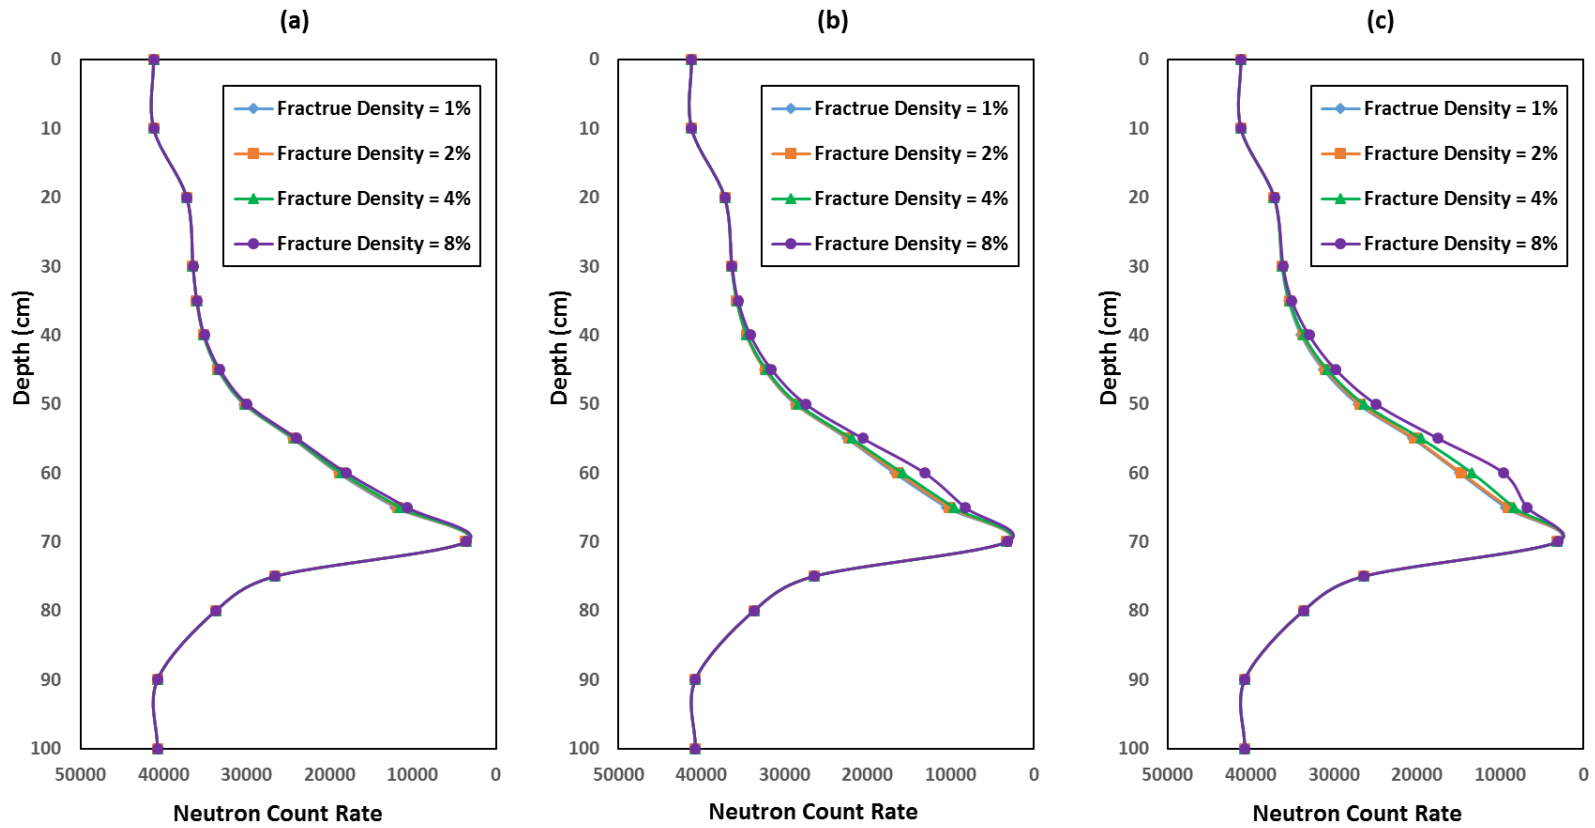 (a)
0
10
20
30
40
50
60
70
80
90
100
Depth (cm)
Fractrue Density = 1%
Fracture Density = 2%
Fracture Density = 4%
Fracture Density = 8%
50000 40000 30000 20000 10000 0
Neutron Count Rate
(b)
0
10
20
30
40
50
60
70
80
90
100
Depth (cm)
Fractrue Density = 1%
Fracture Density = 2%
Fracture Density = 4%
Fracture Density = 8%
50000 40000 30000 20000 10000 0
Neutron Count Rate
(c)
0
10
20
30
40
50
60
70
80
90
100
Depth (cm)
Fractrue Density = 1%
Fracture Density = 2%
Fracture Density = 4%
Fracture Density = 8%
50000 40000 30000 20000 10000 0
Neutron Count Rate